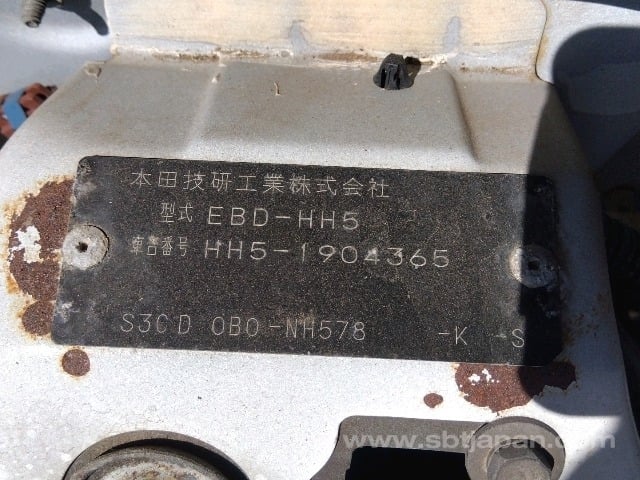 本田技研工業株式会社
型式 EBD-HH5
車台番号 HH5-1904365
S3CD 0B0-NH578 -K -S
www.sbtjapan.com